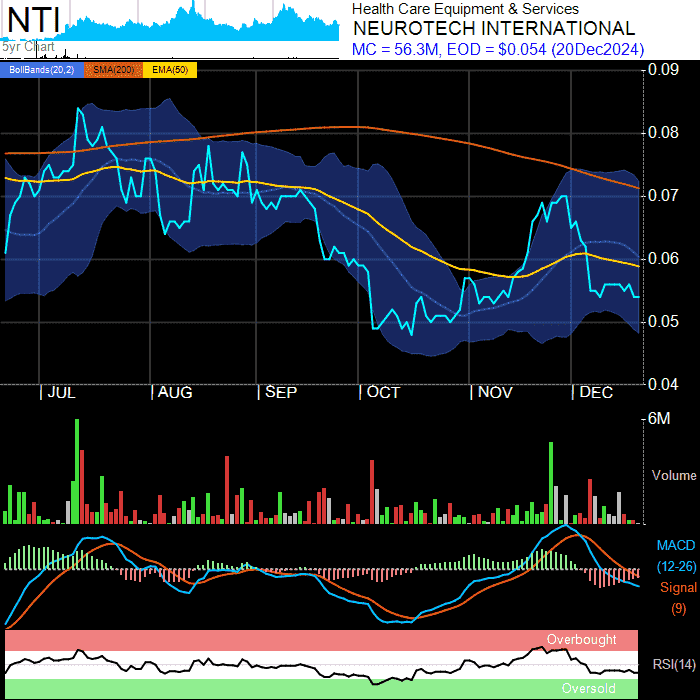 NTI
Health Care Equipment & Services
NEUROTECH INTERNATIONAL
MC = 56.3M, EOD = $0.054 (20Dec2024)
5yr Chart
BollBands(20,2) SMA(200) EMA(50)
0.09
0.08
0.07
0.06
0.05
0.04
JUL AUG SEP OCT NOV DEC
6M
Volume
MACD
(12-26)
Signal
(9)
Overbought
RSI(14)
Oversold